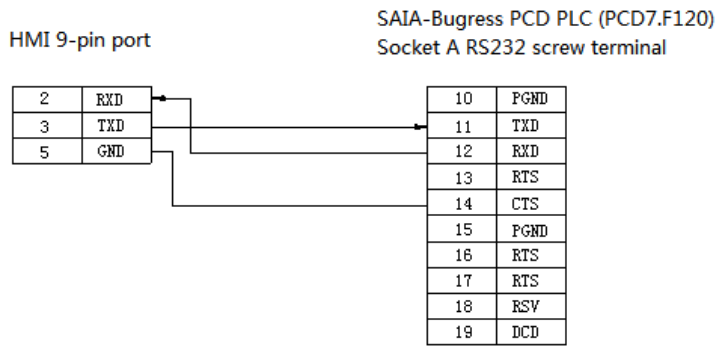 SAIA-Bugress PCD PLC (PCD7.F120)
HMI 9-pin port
Socket A RS232 screw terminal
2 RXD
3 TXD
5 GND
10 PGND
11 TXD
12 RXD
13 RTS
14 CTS
15 PGND
16 RTS
17 RTS
18 RSV
19 DCD